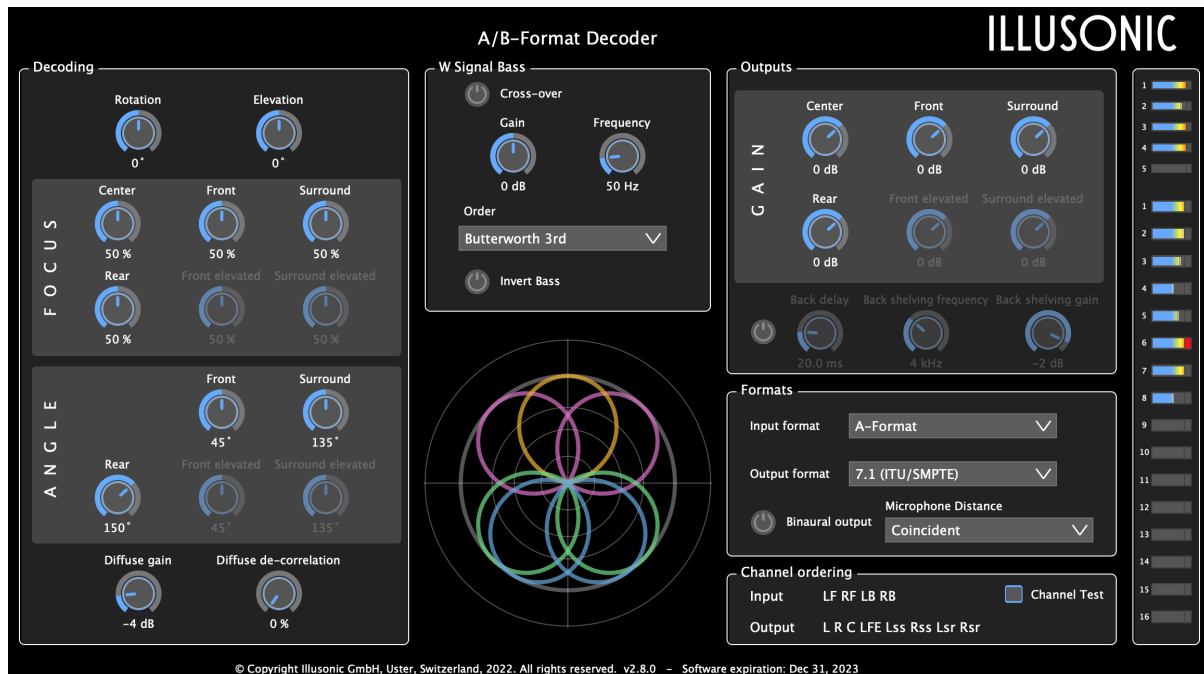 A/B-Format Decoder
ILLUSONIC
Decoding
Rotation Elevation
0° 0°
FOCUS
Center Front Surround
50 % 50 % 50 %
Rear Front elevated Surround elevated
50 % 50 % 50 %
ANGLE
Front Surround
45° 135°
Rear Front elevated Surround elevated
150° 45° 135°
Diffuse gain Diffuse de-correlation
-4 dB 0 %
W Signal Bass
Cross-over
Gain Frequency
0 dB 50 Hz
Order
Butterworth 3rd
Invert Bass
Outputs
GAIN
Center Front Surround
0 dB 0 dB 0 dB
Rear Front elevated Surround elevated
0 dB 0 dB 0 dB
Back delay Back shelving frequency Back shelving gain
20.0 ms 4 kHz -2 dB
Formats
Input format A-Format
Output format 7.1 (ITU/SMPTE)
Microphone Distance
Binaural output Coincident
Channel ordering
Input LF RF LB RB Channel Test
Output L R C LFE Lss Rss Lsr Rsr
1
2
3
4
5
1
2
3
4
5
6
7
8
9
10
11
12
13
14
15
16
© Copyright Illusonic GmbH, Uster, Switzerland, 2022. All rights reserved. v2.8.0 – Software expiration: Dec 31, 2023